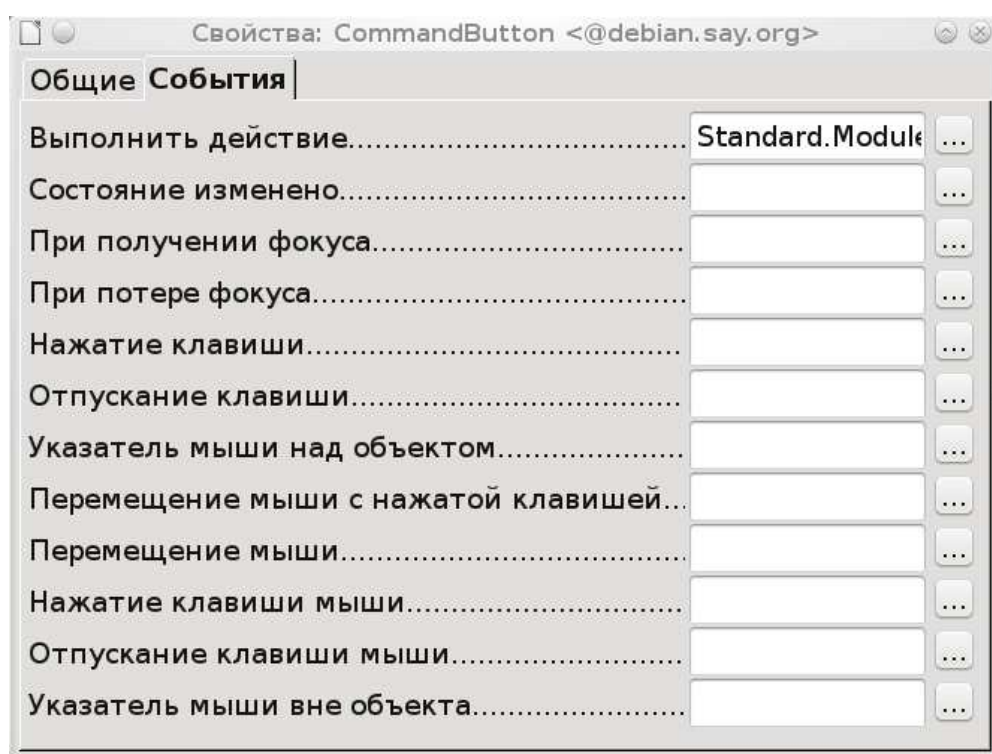 Свойства: CommandButton <@debian.say.org>
Общие События
Выполнить действие...................................... Standard.Module ...
Состояние изменено....................................... ...
При получении фокуса................................... ...
При потере фокуса.......................................... ...
Нажатие клавиши.......................................... ...
Отпускание клавиши..................................... ...
Указатель мыши над объектом..................... ...
Перемещение мыши с нажатой клавишей... ...
Перемещение мыши....................................... ...
Нажатие клавиши мыши............................... ...
Отпускание клавиши мыши.......................... ...
Указатель мыши вне объекта........................ ...